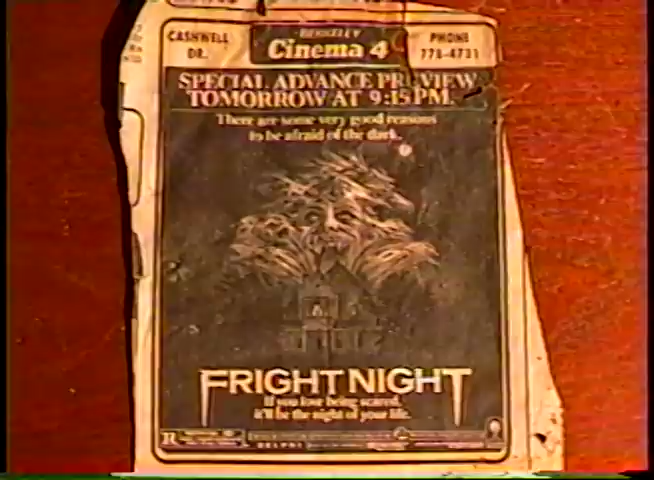 CASHWELL
DR.
BERKELEY
Cinema 4
PHONE
778-4731
SPECIAL ADVANCE PREVIEW
TOMORROW AT 9:15 P.M.
There are some very good reasons
to be afraid of the dark.
FRIGHT NIGHT
If you love being scared,
it'll be the night of your life.
R
DELPHI